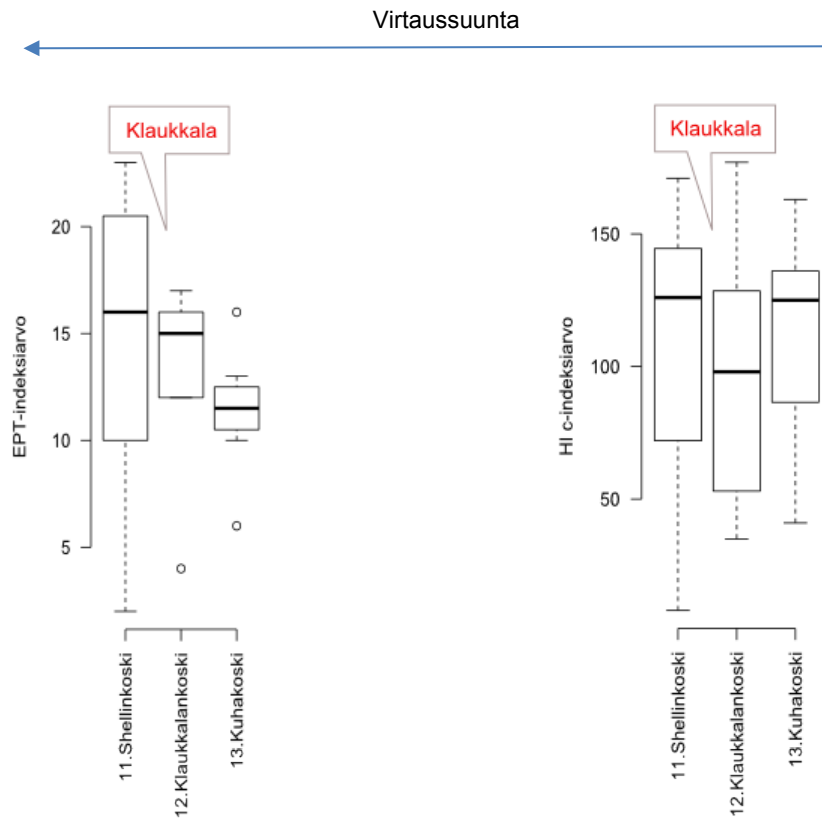 Virtaussuunta
Klaukkala
EPT-indeksiarvo
20
15
10
5
11.Shellinkoski
12.Klaukkalankoski
13.Kuhakoski
Klaukkala
HI c-indeksiarvo
150
100
50
11.Shellinkoski
12.Klaukkalankoski
13.Kuhakoski